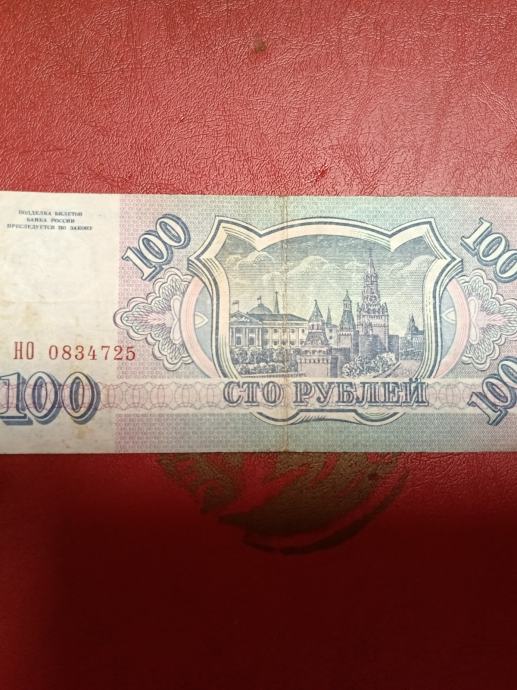 ПОДДЕЛКА БИЛЕТОВ
БАНКА РОССИИ
ПРЕСЛЕДУЕТСЯ ПО ЗАКОНУ
100
100
НО 0834725
100
СТО РУБЛЕЙ
100